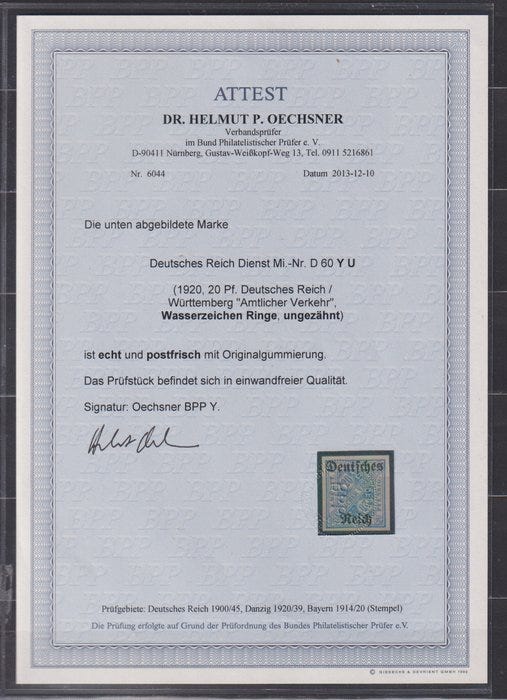 ATTEST
DR. HELMUT P. OECHSNER
Verbandsprüfer
im Bund Philatelistischer Prüfer e. V.
D-90411 Nürnberg, Gustav-Weißkopf-Weg 13, Tel. 0911 5216861
Nr. 6044 Datum 2013-12-10
Die unten abgebildete Marke
Deutsches Reich Dienst Mi.-Nr. D 60 Y U
(1920, 20 Pf. Deutsches Reich /
Württemberg "Amtlicher Verkehr",
Wasserzeichen Ringe, ungezähnt)
ist echt und postfrisch mit Originalgummierung.
Das Prüfstück befindet sich in einwandfreier Qualität.
Signatur: Oechsner BPP Y.
Deutsches
Reich
Prüfgebiete: Deutsches Reich 1900/45, Danzig 1920/39, Bayern 1914/20 (Stempel)
Die Prüfung erfolgte auf Grund der Prüfordnung des Bundes Philatelistischer Prüfer e.V.
© GIESECKE & DEVRIENT GMBH 1992